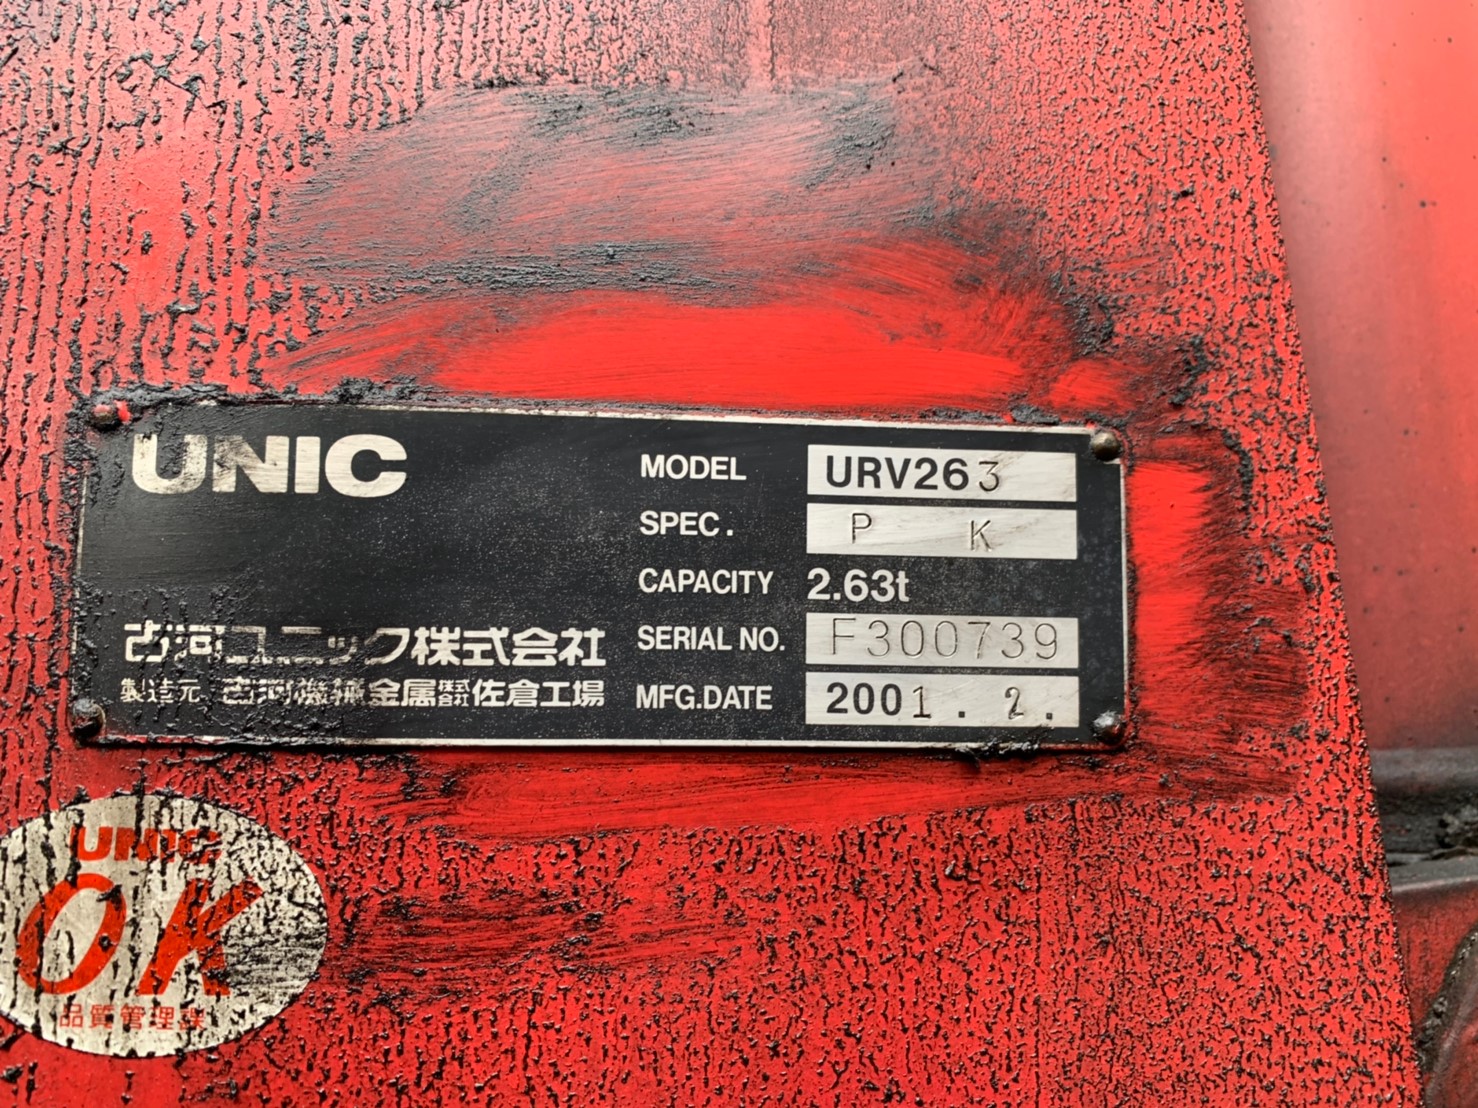 UNIC
MODEL URV263
SPEC. P K
CAPACITY 2.63t
SERIAL NO. F300739
MFG.DATE 2001. 2.
古河ユニック株式会社
製造元 古河機械金属株式会社佐倉工場
UNIC
OK
品質管理課